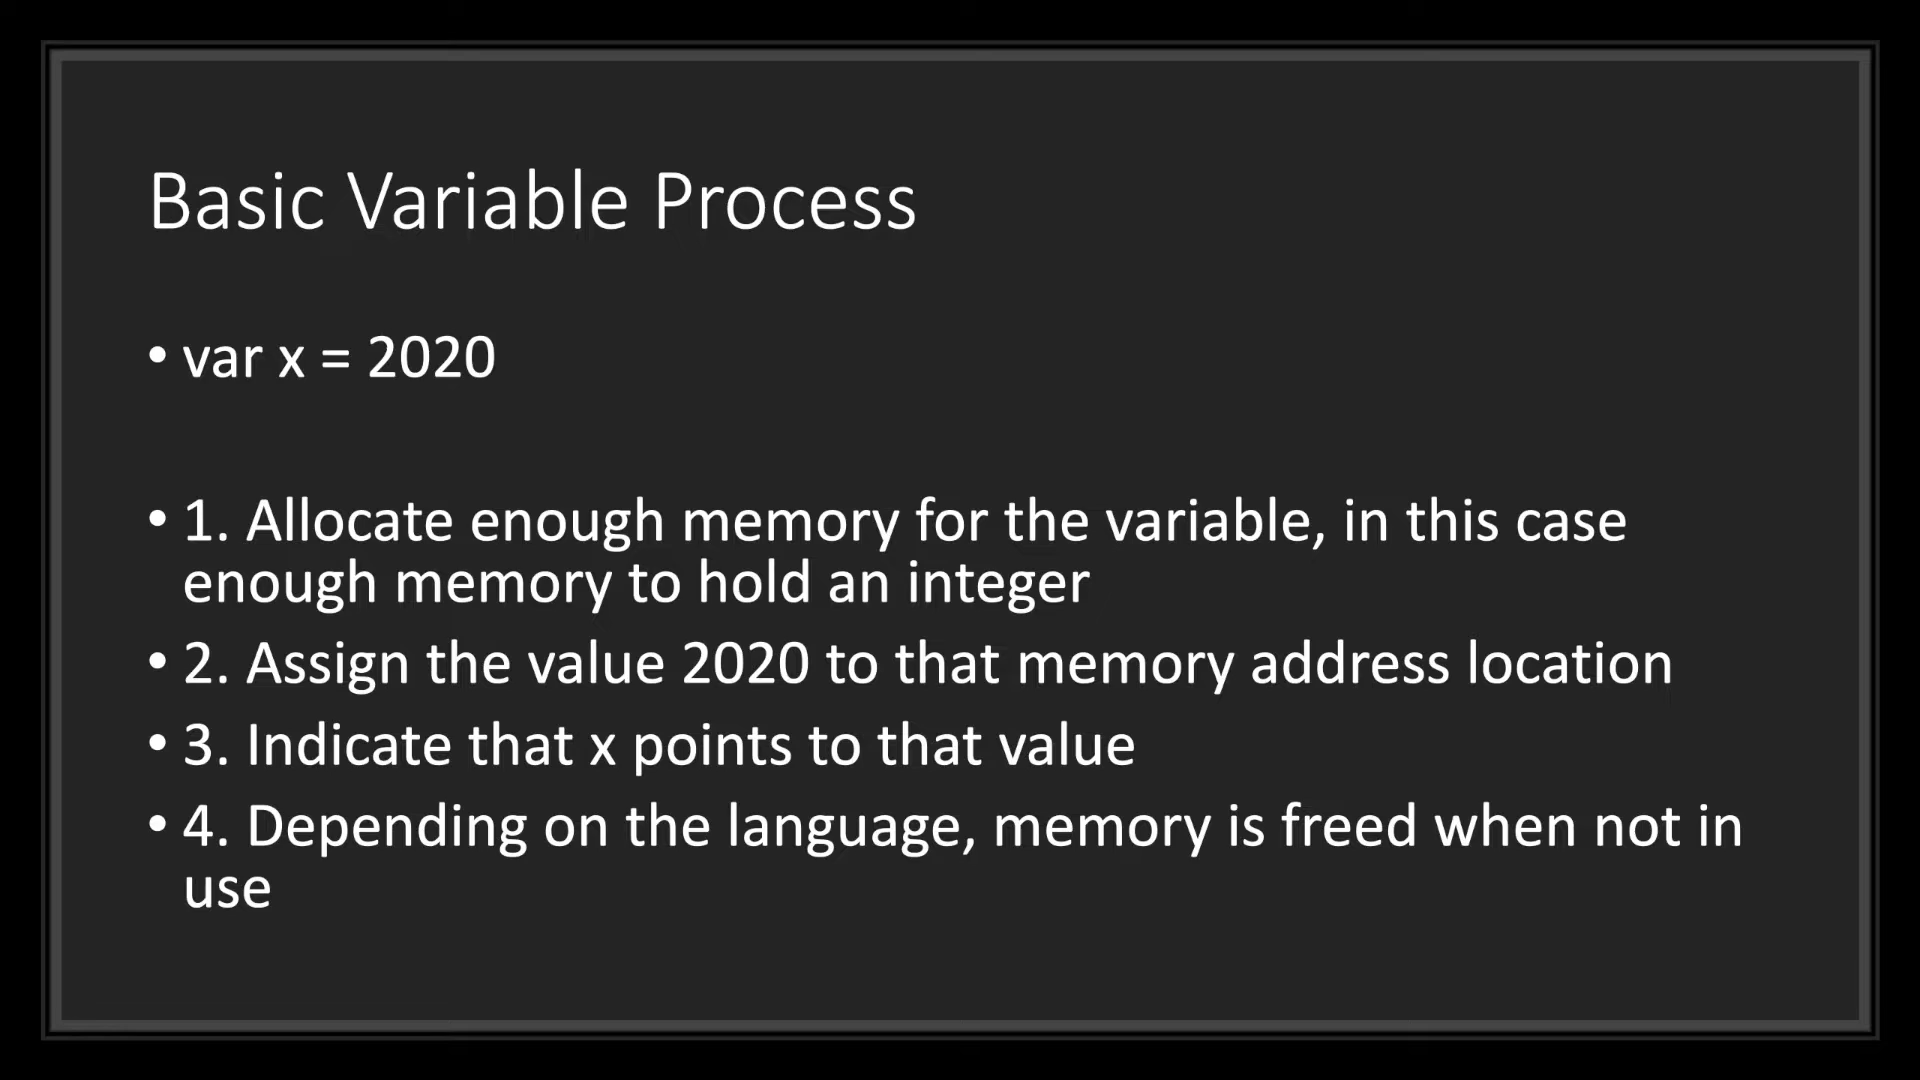 Basic Variable Process
• var x = 2020
• 1. Allocate enough memory for the variable, in this case
enough memory to hold an integer
• 2. Assign the value 2020 to that memory address location
• 3. Indicate that x points to that value
• 4. Depending on the language, memory is freed when not in
use